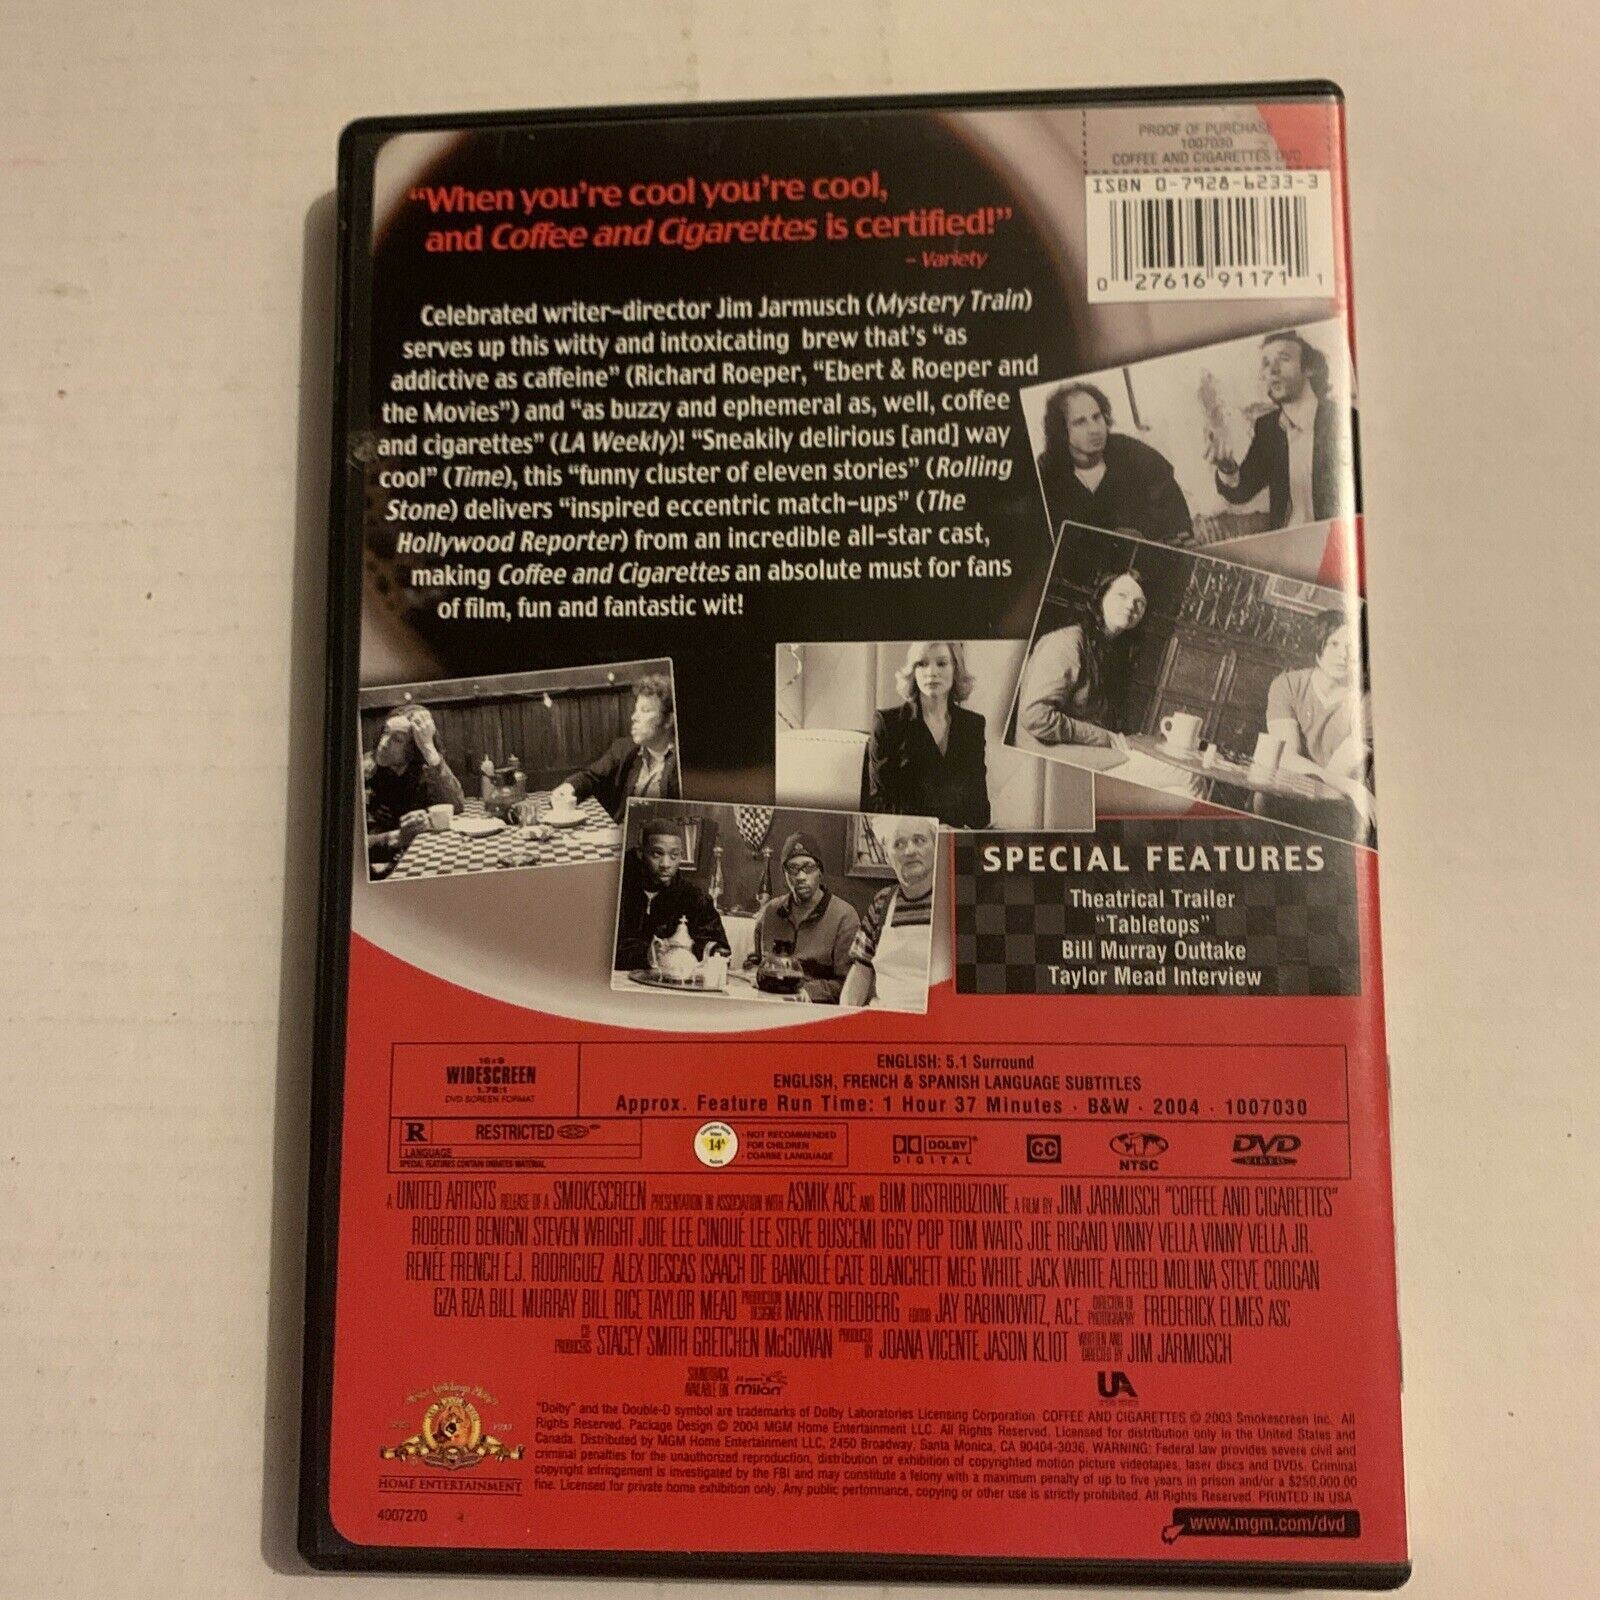 PROOF OF PURCHASE
1007030
COFFEE AND CIGARETTES DVD
ISBN 0-7928-6233-3
0 27616 91171 1
“When you're cool you're cool,
and Coffee and Cigarettes is certified!”
– Variety
Celebrated writer-director Jim Jarmusch (Mystery Train)
serves up this witty and intoxicating brew that's “as
addictive as caffeine” (Richard Roeper, “Ebert & Roeper and
the Movies”) and “as buzzy and ephemeral as, well, coffee
and cigarettes” (LA Weekly)! “Sneakily delirious [and] way
cool” (Time), this “funny cluster of eleven stories” (Rolling
Stone) delivers “inspired eccentric match-ups” (The
Hollywood Reporter) from an incredible all-star cast,
making Coffee and Cigarettes an absolute must for fans
of film, fun and fantastic wit!
SPECIAL FEATURES
Theatrical Trailer
“Tabletops”
Bill Murray Outtake
Taylor Mead Interview
16x9
WIDESCREEN
1.78:1
DVD SCREEN FORMAT
ENGLISH: 5.1 Surround
ENGLISH, FRENCH & SPANISH LANGUAGE SUBTITLES
Approx. Feature Run Time: 1 Hour 37 Minutes · B&W · 2004 · 1007030
R RESTRICTED
LANGUAGE
SPECIAL FEATURES CONTAIN UNRATED MATERIAL
14A
- NOT RECOMMENDED
FOR CHILDREN
- COARSE LANGUAGE
DOLBY
DIGITAL
CC
NTSC
DVD
VIDEO
A UNITED ARTISTS RELEASE OF A SMOKESCREEN PRESENTATION IN ASSOCIATION WITH ASMIK ACE AND BIM DISTRIBUZIONE A FILM BY JIM JARMUSCH "COFFEE AND CIGARETTES"
ROBERTO BENIGNI STEVEN WRIGHT JOIE LEE CINQUÉ LEE STEVE BUSCEMI IGGY POP TOM WAITS JOE RIGANO VINNY VELLA VINNY VELLA JR.
RENÉE FRENCH E.J. RODRIGUEZ ALEX DESCAS ISAACH DE BANKOLÉ CATE BLANCHETT MEG WHITE JACK WHITE ALFRED MOLINA STEVE COOGAN
GZA RZA BILL MURRAY BILL RICE TAYLOR MEAD PRODUCTION DESIGNER MARK FRIEDBERG EDITOR JAY RABINOWITZ, A.C.E. DIRECTOR OF PHOTOGRAPHY FREDERICK ELMES ASC
CO PRODUCERS STACEY SMITH GRETCHEN McGOWAN PRODUCED BY JOANA VICENTE JASON KLIOT WRITTEN AND DIRECTED BY JIM JARMUSCH
SOUNDTRACK AVAILABLE ON milan
UA
"Dolby" and the Double-D symbol are trademarks of Dolby Laboratories Licensing Corporation. COFFEE AND CIGARETTES © 2003 Smokescreen Inc. All
Rights Reserved. Package Design © 2004 MGM Home Entertainment LLC. All Rights Reserved. Licensed for distribution only in the United States and
Canada. Distributed by MGM Home Entertainment LLC, 2450 Broadway, Santa Monica, CA 90404-3036. WARNING: Federal law provides severe civil and
criminal penalties for the unauthorized reproduction, distribution or exhibition of copyrighted motion picture videotapes, laser discs and DVDs. Criminal
copyright infringement is investigated by the FBI and may constitute a felony with a maximum penalty of up to five years in prison and/or a $250,000.00
fine. Licensed for private home exhibition only. Any public performance, copying or other use is strictly prohibited. All Rights Reserved. PRINTED IN USA
HOME ENTERTAINMENT
4007270
www.mgm.com/dvd